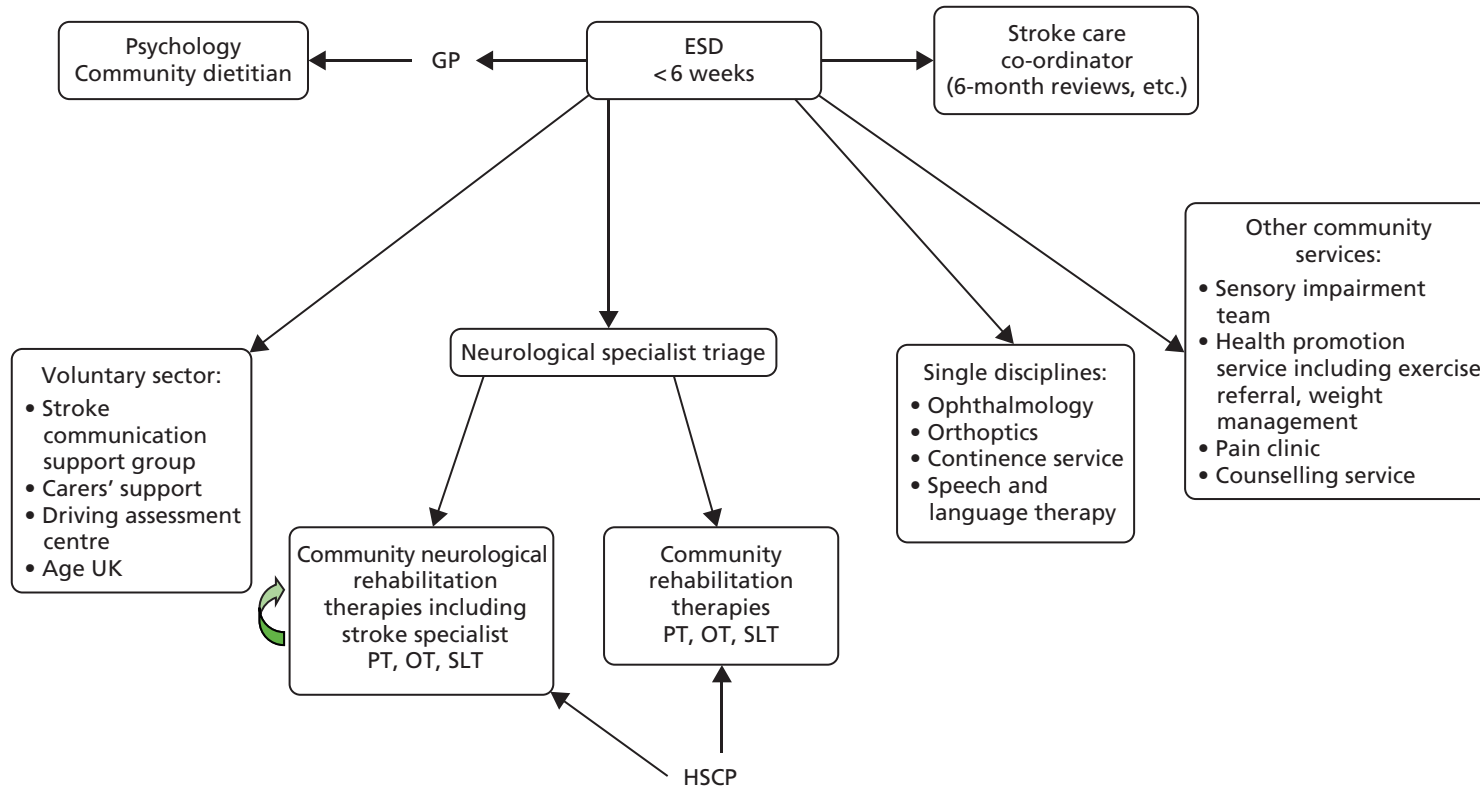 Psychology
Community dietitian
GP
ESD
< 6 weeks
Stroke care
co-ordinator
(6-month reviews, etc.)
Voluntary sector:
• Stroke
communication
support group
• Carers’ support
• Driving assessment
centre
• Age UK
Neurological specialist triage
Single disciplines:
• Ophthalmology
• Orthoptics
• Continence service
• Speech and
language therapy
Other community
services:
• Sensory impairment
team
• Health promotion
service including exercise
referral, weight
management
• Pain clinic
• Counselling service
Community neurological
rehabilitation
therapies including
stroke specialist
PT, OT, SLT
Community
rehabilitation
therapies
PT, OT, SLT
HSCP